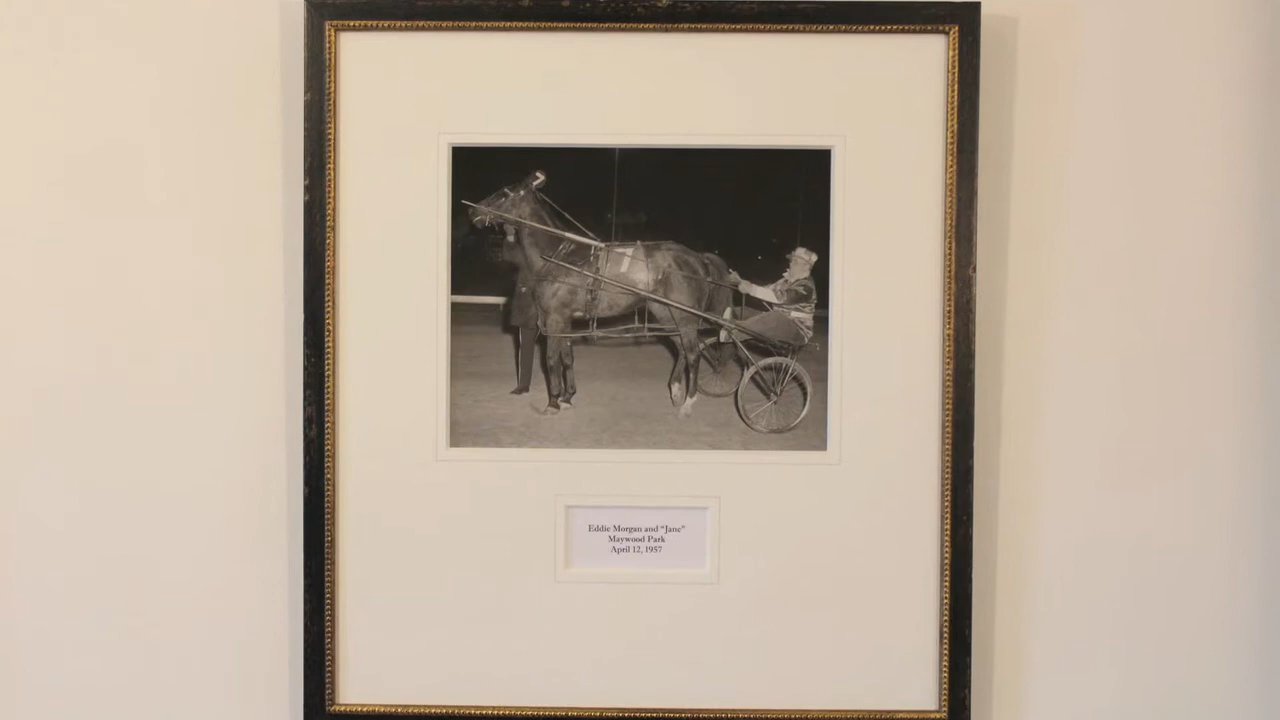 Eddie Morgan and “Jane”
Maywood Park
April 12, 1957